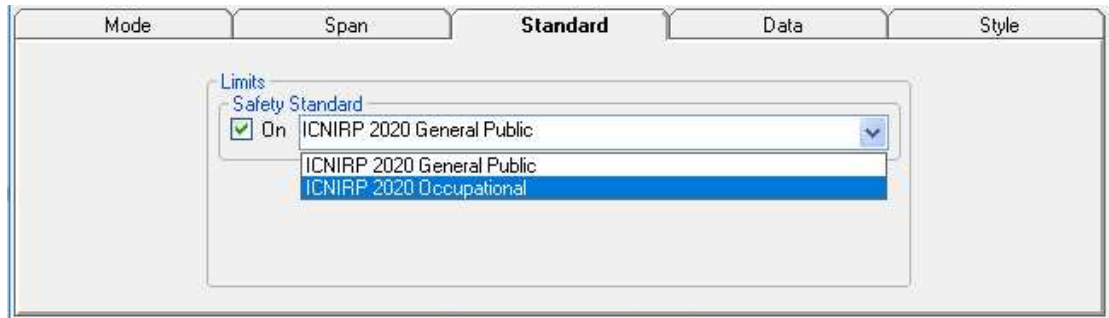 Mode Span Standard Data Style
Limits
Safety Standard
On ICNIRP 2020 General Public
ICNIRP 2020 General Public
ICNIRP 2020 Occupational